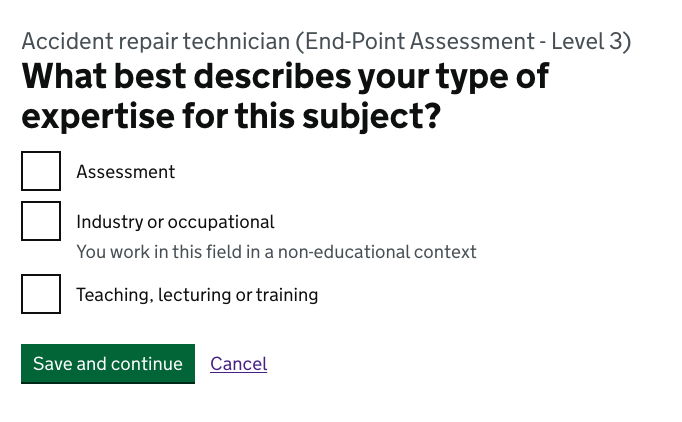 Accident repair technician (End-Point Assessment - Level 3)
What best describes your type of
expertise for this subject?
Assessment
Industry or occupational
You work in this field in a non-educational context
Teaching, lecturing or training
Save and continue Cancel